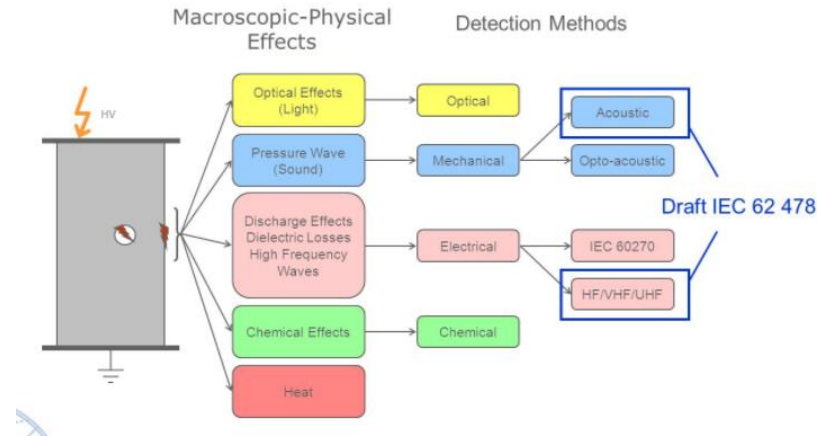 Macroscopic-Physical
Effects
Detection Methods
HV
Optical Effects
(Light)
Optical
Acoustic
Pressure Wave
(Sound)
Mechanical
Opto-acoustic
Draft IEC 62 478
Discharge Effects
Dielectric Losses
High Frequency
Waves
Electrical
IEC 60270
HF/VHF/UHF
Chemical Effects
Chemical
Heat